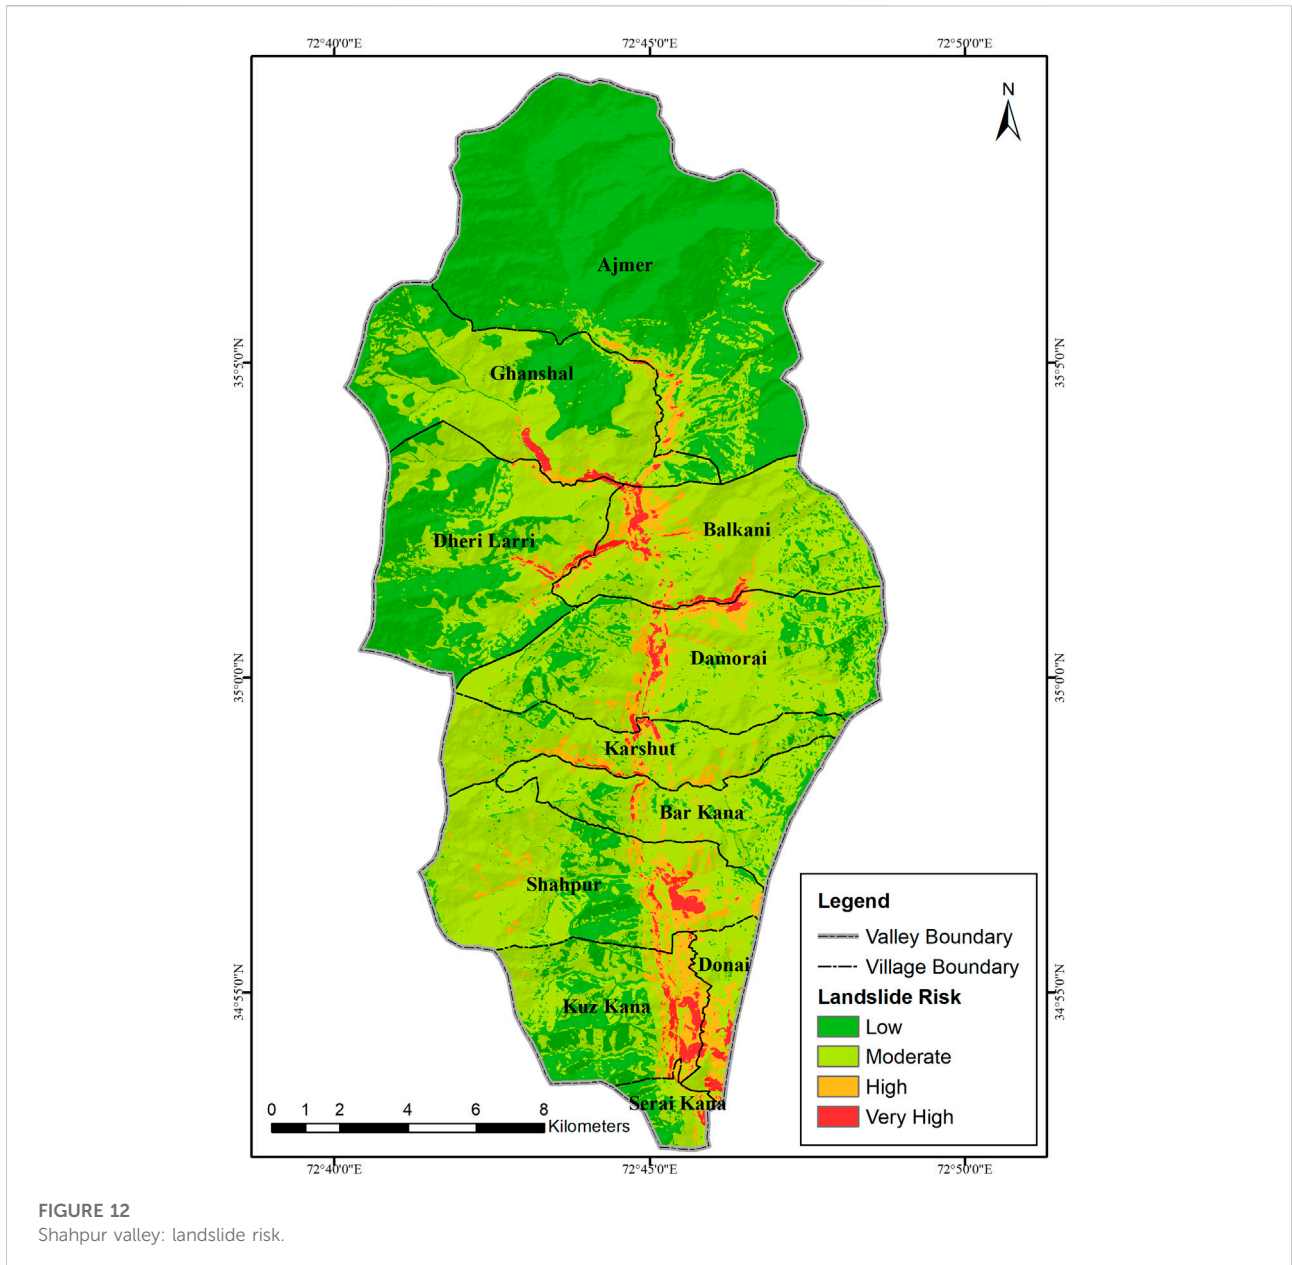 72°40'0"E 72°45'0"E 72°50'0"E
N
Ajmer
35°5'0"N 35°5'0"N
Ghanshal
Balkani
Dheri Larri
Damorai
35°0'0"N 35°0'0"N
Karshut
Bar Kana
Shahpur
Legend
Valley Boundary
Village Boundary
Landslide Risk
Low
Moderate
High
Very High
Donai
34°55'0"N 34°55'0"N
Kuz Kana
Serai Kana
0 1 2 4 6 8
Kilometers
72°40'0"E 72°45'0"E 72°50'0"E
FIGURE 12
Shahpur valley: landslide risk.